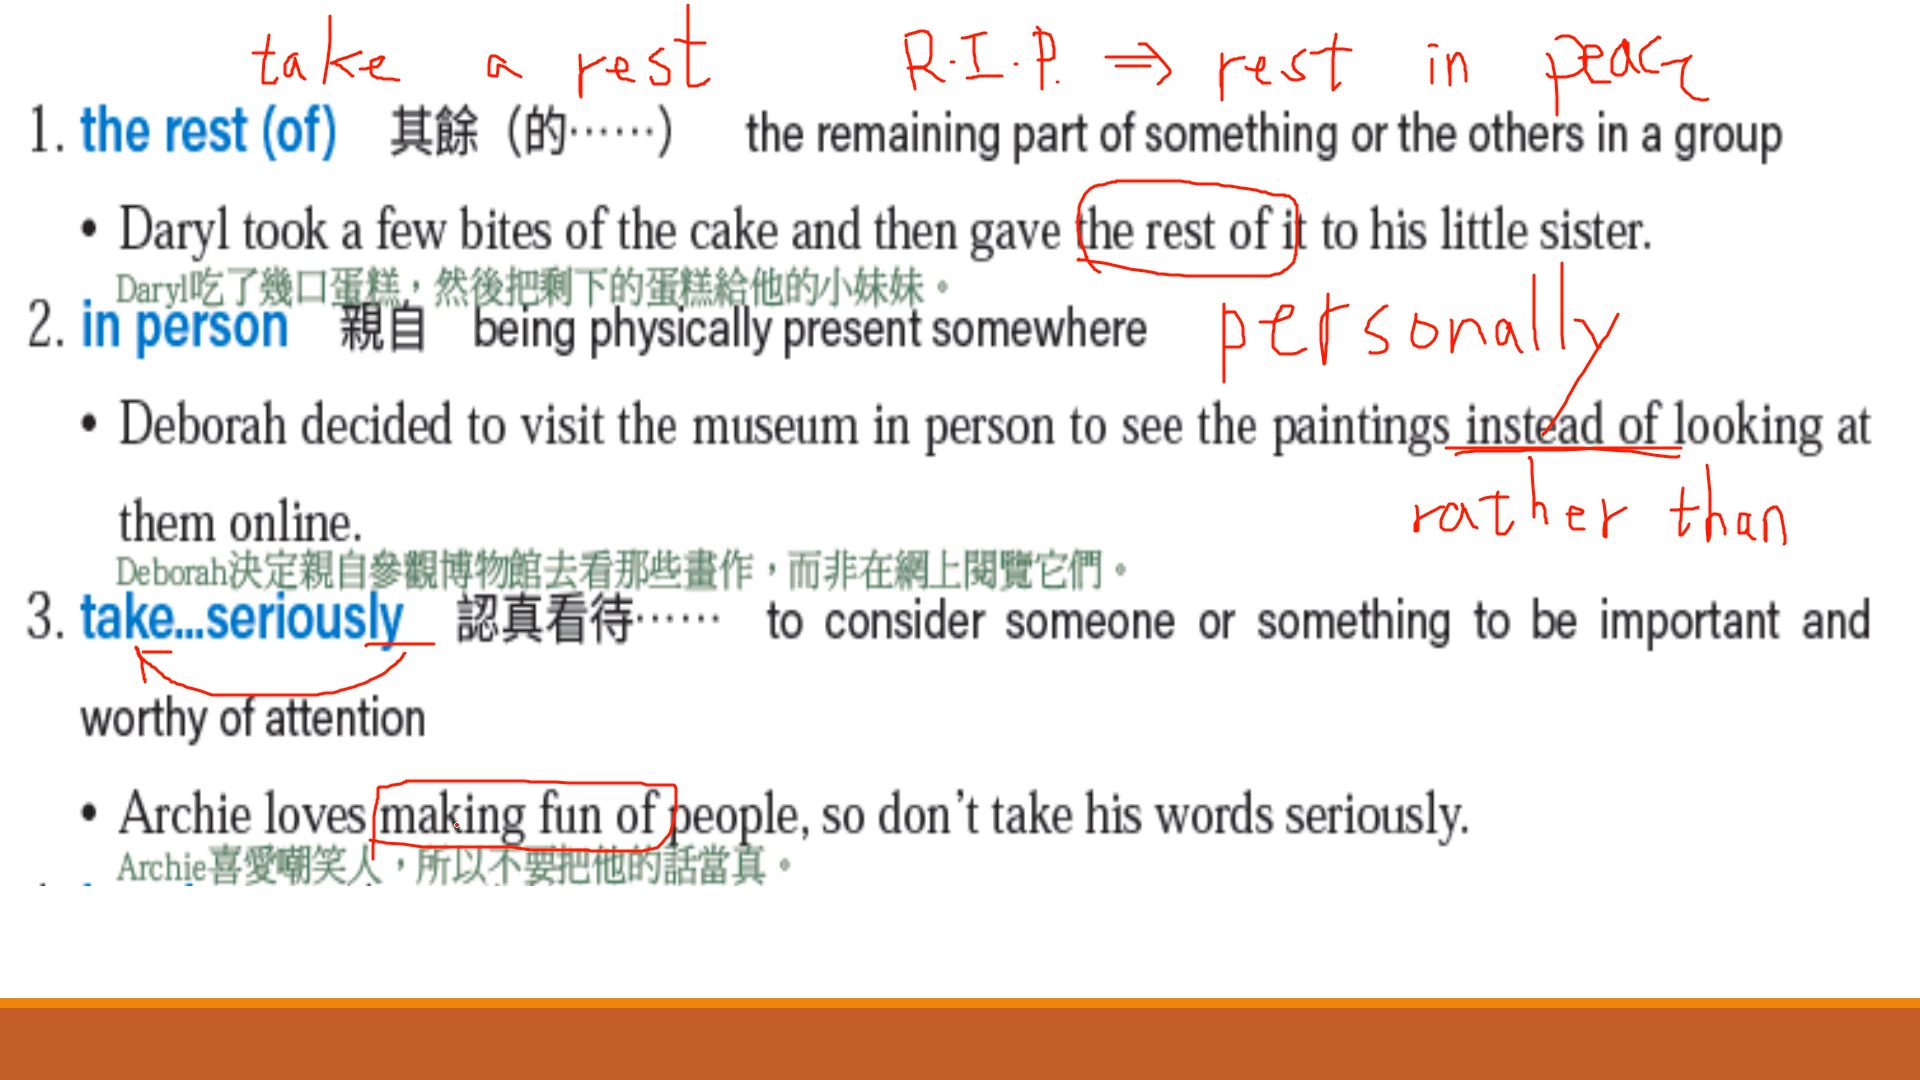 take a rest R.I.P. ⇒ rest in peace
1. the rest (of) 其餘（的……） the remaining part of something or the others in a group
• Daryl took a few bites of the cake and then gave the rest of it to his little sister.
Daryl吃了幾口蛋糕，然後把剩下的蛋糕給他的小妹妹。
2. in person 親自 being physically present somewhere personally
• Deborah decided to visit the museum in person to see the paintings instead of looking at
them online. rather than
Deborah決定親自參觀博物館去看那些畫作，而非在網上閱覽它們。
3. take...seriously 認真看待…… to consider someone or something to be important and
worthy of attention
• Archie loves making fun of people, so don't take his words seriously.
Archie喜愛嘲笑人，所以不要把他的話當真。